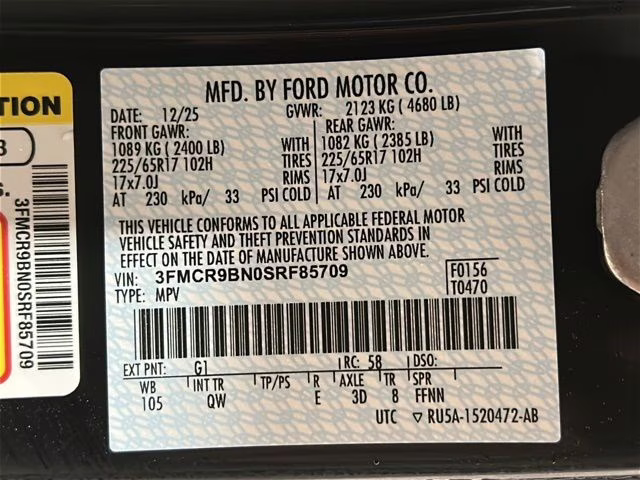 TION
3
s.
3FMCR9BN0SRF85709
MFD. BY FORD MOTOR CO.
DATE: 12/25 GVWR: 2123 KG ( 4680 LB)
FRONT GAWR: REAR GAWR:
1089 KG ( 2400 LB) WITH 1082 KG ( 2385 LB) WITH
225/65R17 102H TIRES 225/65R17 102H TIRES
17x7.0J RIMS 17x7.0J RIMS
AT 230 kPa/ 33 PSI COLD AT 230 kPa/ 33 PSI COLD
THIS VEHICLE CONFORMS TO ALL APPLICABLE FEDERAL MOTOR
VEHICLE SAFETY AND THEFT PREVENTION STANDARDS IN
EFFECT ON THE DATE OF MANUFACTURE SHOWN ABOVE.
VIN: 3FMCR9BN0SRF85709 F0156
TYPE: MPV T0470
EXT PNT: G1 RC: 58 DSO:
WB INT TR TP/PS R AXLE TR SPR
105 QW E 3D 8 FFNN
UTC ▽ RU5A-1520472-AB